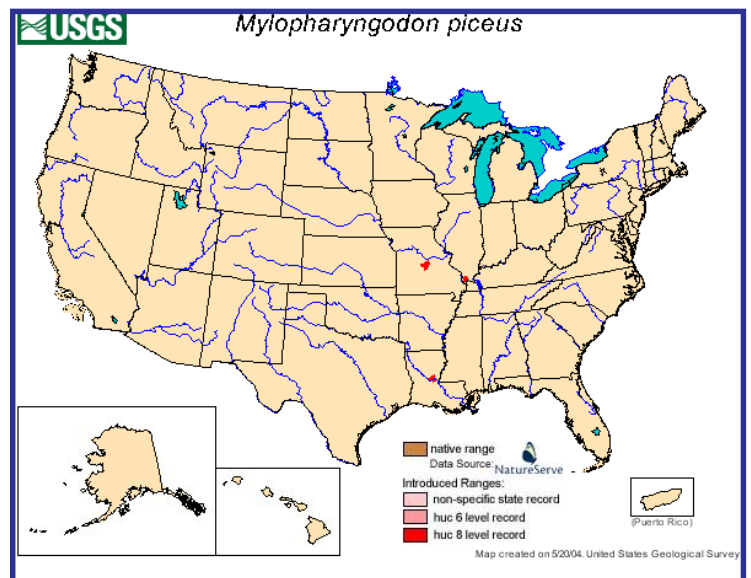 USGS
Mylopharyngodon piceus
native range
Data Source: NatureServe
Introduced Ranges:
non-specific state record
huc 6 level record
huc 8 level record
(Puerto Rico)
Map created on 5/20/04. United States Geological Survey